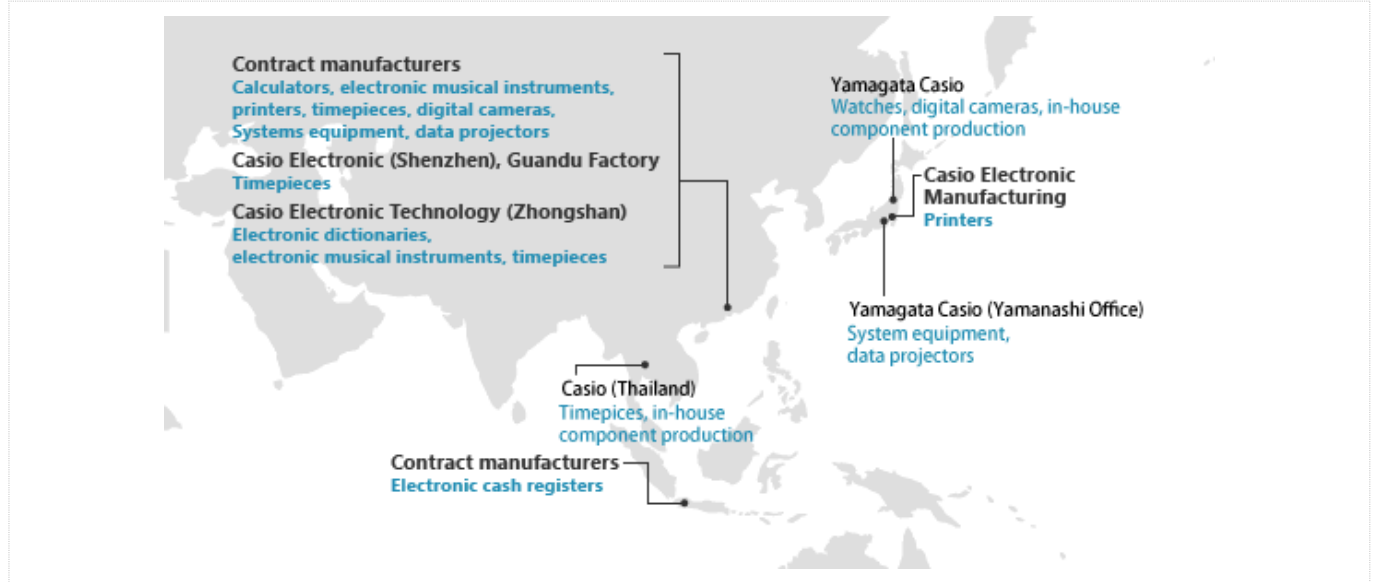 Contract manufacturers
Calculators, electronic musical instruments,
printers, timepieces, digital cameras,
Systems equipment, data projectors
Casio Electronic (Shenzhen), Guandu Factory
Timepieces
Casio Electronic Technology (Zhongshan)
Electronic dictionaries,
electronic musical instruments, timepieces
Yamagata Casio
Watches, digital cameras, in-house
component production
Casio Electronic
Manufacturing
Printers
Yamagata Casio (Yamanashi Office)
System equipment,
data projectors
Casio (Thailand)
Timepices, in-house
component production
Contract manufacturers
Electronic cash registers